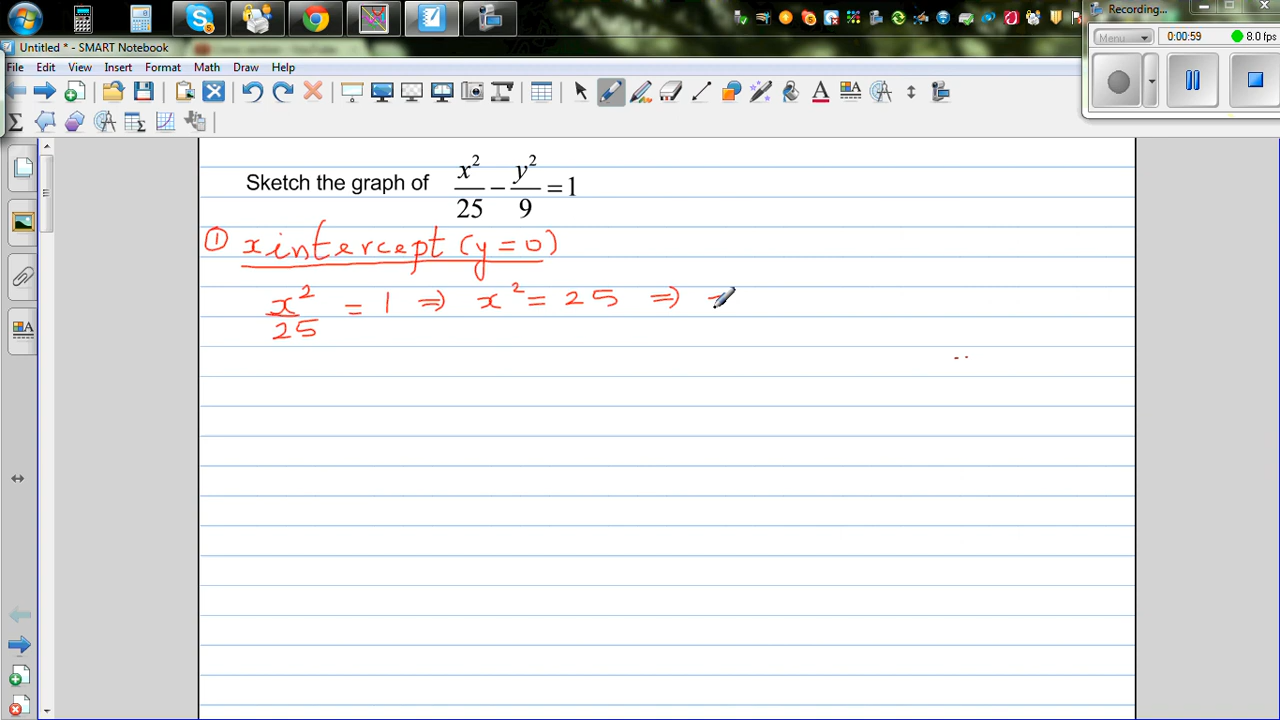 Recording...
Untitled * - SMART Notebook
Menu
0:00:59
8.0 fps
File Edit View Insert Format Math Draw Help
Sketch the graph of x²/25 − y²/9 = 1
① x intercept (y = 0)
x²/25 = 1 ⇒ x² = 25 ⇒